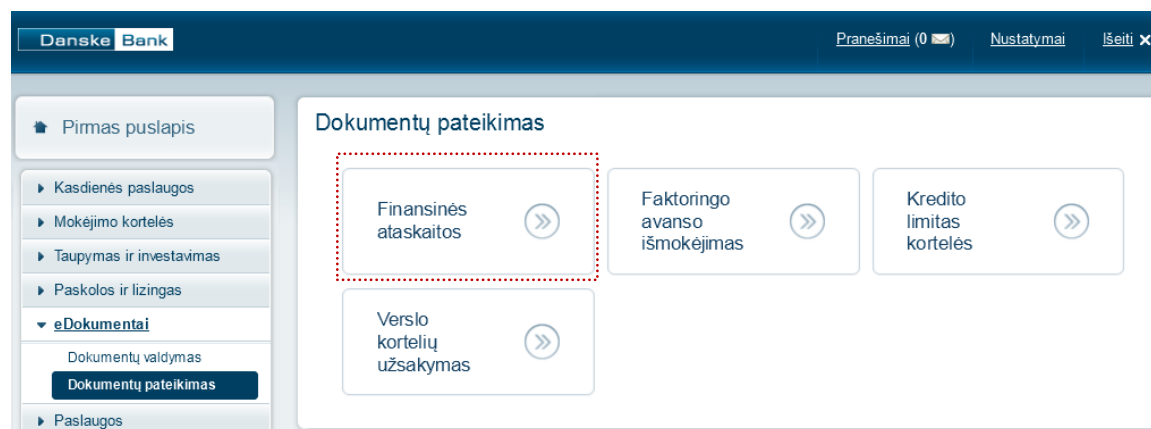 Danske Bank
Pranešimai (0 ) Nustatymai Išeiti
Pirmas puslapis
Kasdienės paslaugos
Mokėjimo kortelės
Taupymas ir investavimas
Paskolos ir lizingas
eDokumentai
Dokumentų valdymas
Dokumentų pateikimas
Paslaugos
Dokumentų pateikimas
Finansinės
ataskaitos
Faktoringo
avanso
išmokėjimas
Kredito
limitas
kortelės
Verslo
kortelių
užsakymas